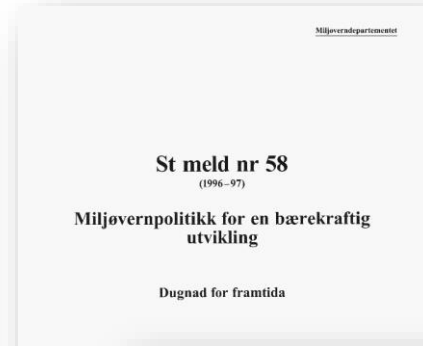 Miljøverndepartementet
St meld nr 58
(1996–97)
Miljøvernpolitikk for en bærekraftig
utvikling
Dugnad for framtida